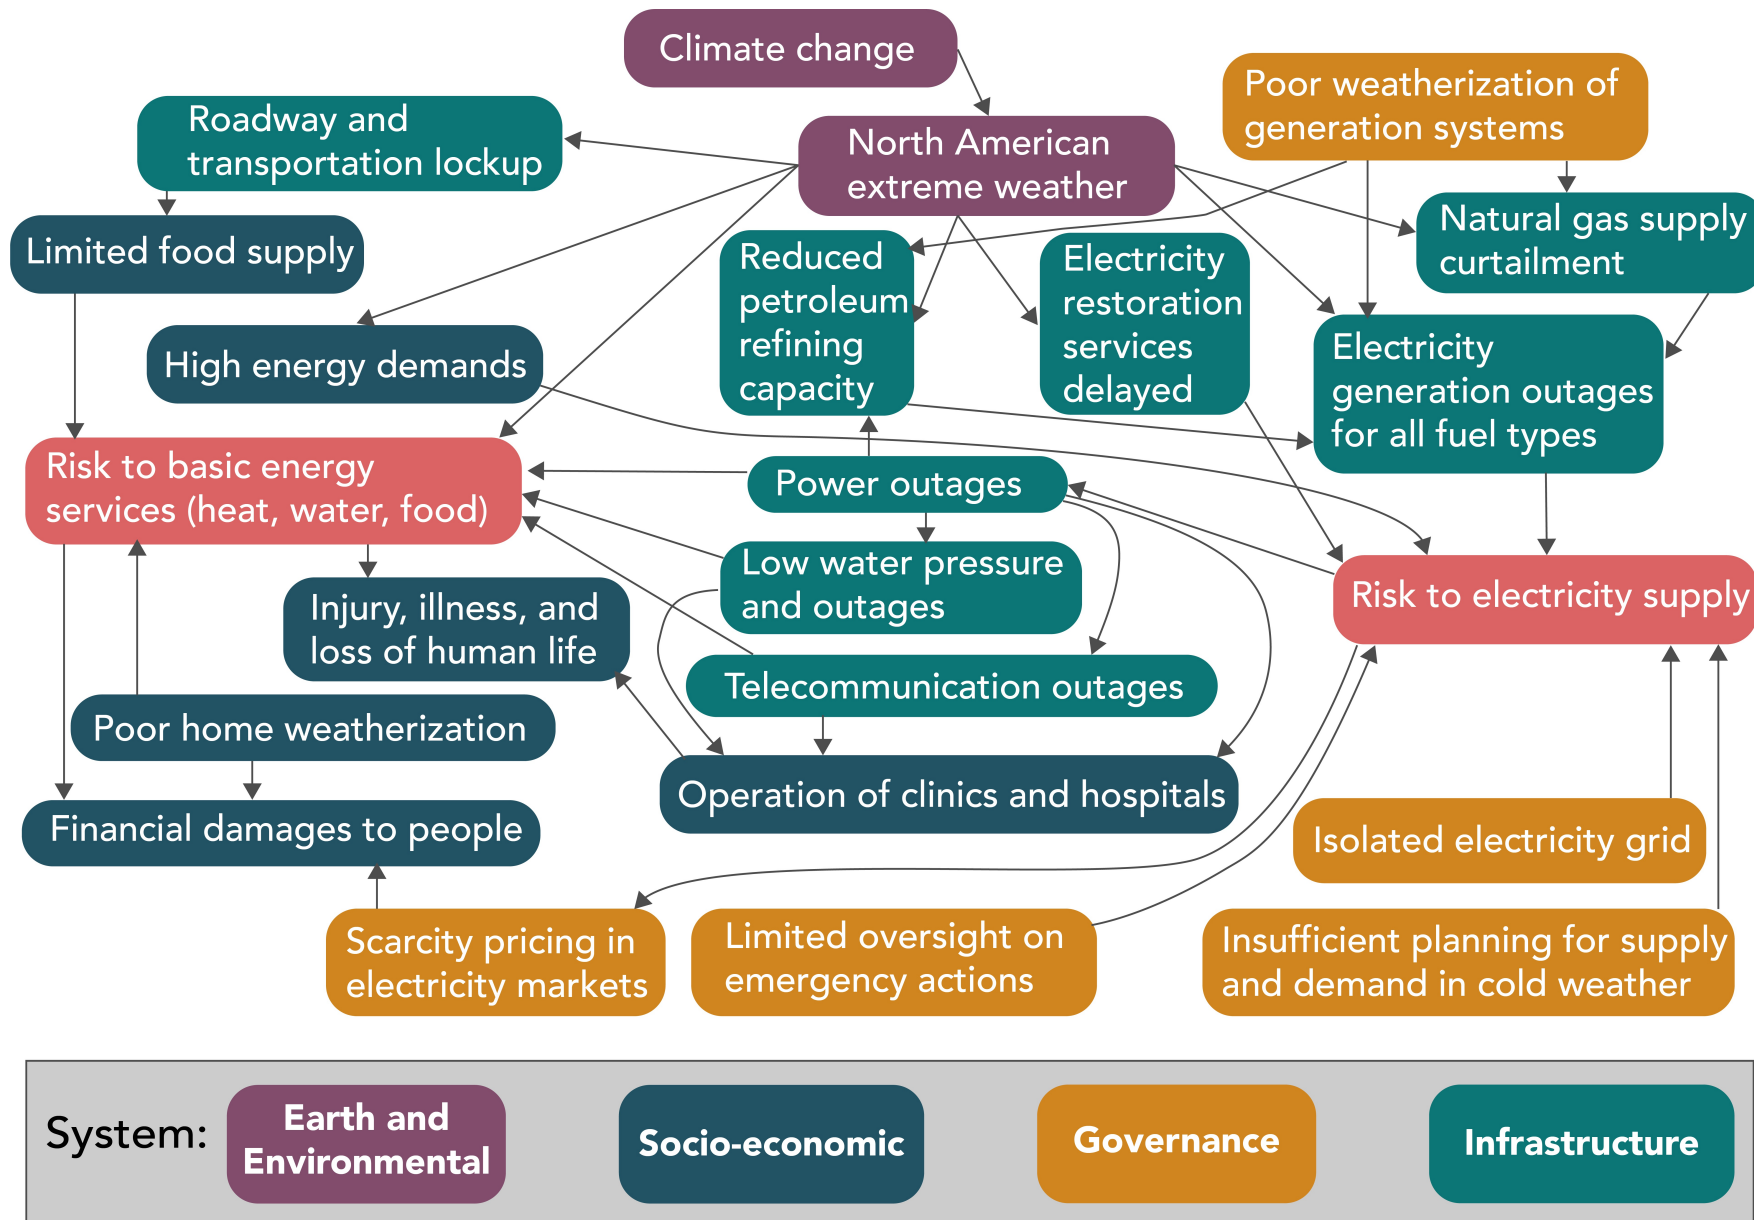 Climate change
Poor weatherization of
generation systems
Roadway and
transportation lockup
North American
extreme weather
Natural gas supply
curtailment
Limited food supply
Reduced
petroleum
refining
capacity
Electricity
restoration
services
delayed
High energy demands
Electricity
generation outages
for all fuel types
Risk to basic energy
services (heat, water, food)
Power outages
Low water pressure
and outages
Risk to electricity supply
Injury, illness, and
loss of human life
Telecommunication outages
Poor home weatherization
Operation of clinics and hospitals
Financial damages to people
Isolated electricity grid
Scarcity pricing in
electricity markets
Limited oversight on
emergency actions
Insufficient planning for supply
and demand in cold weather
System:
Earth and
Environmental
Socio-economic
Governance
Infrastructure